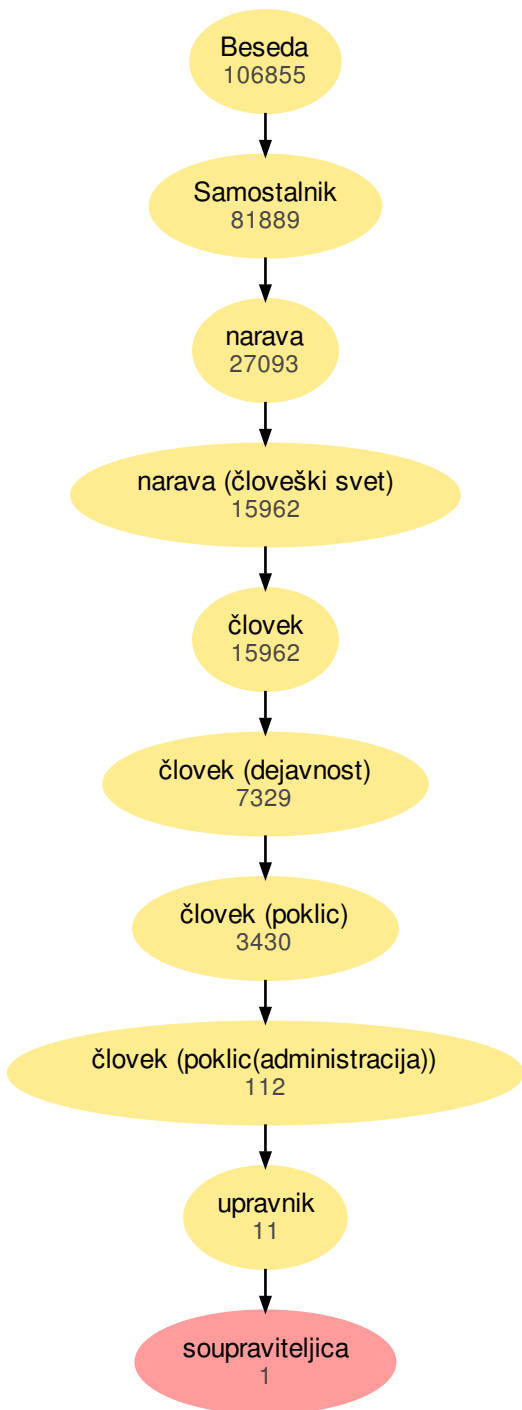 Beseda
106855
Samostalnik
81889
narava
27093
narava (človeški svet)
15962
človek
15962
človek (dejavnost)
7329
človek (poklic)
3430
človek (poklic(administracija))
112
upravnik
11
soupraviteljica
1